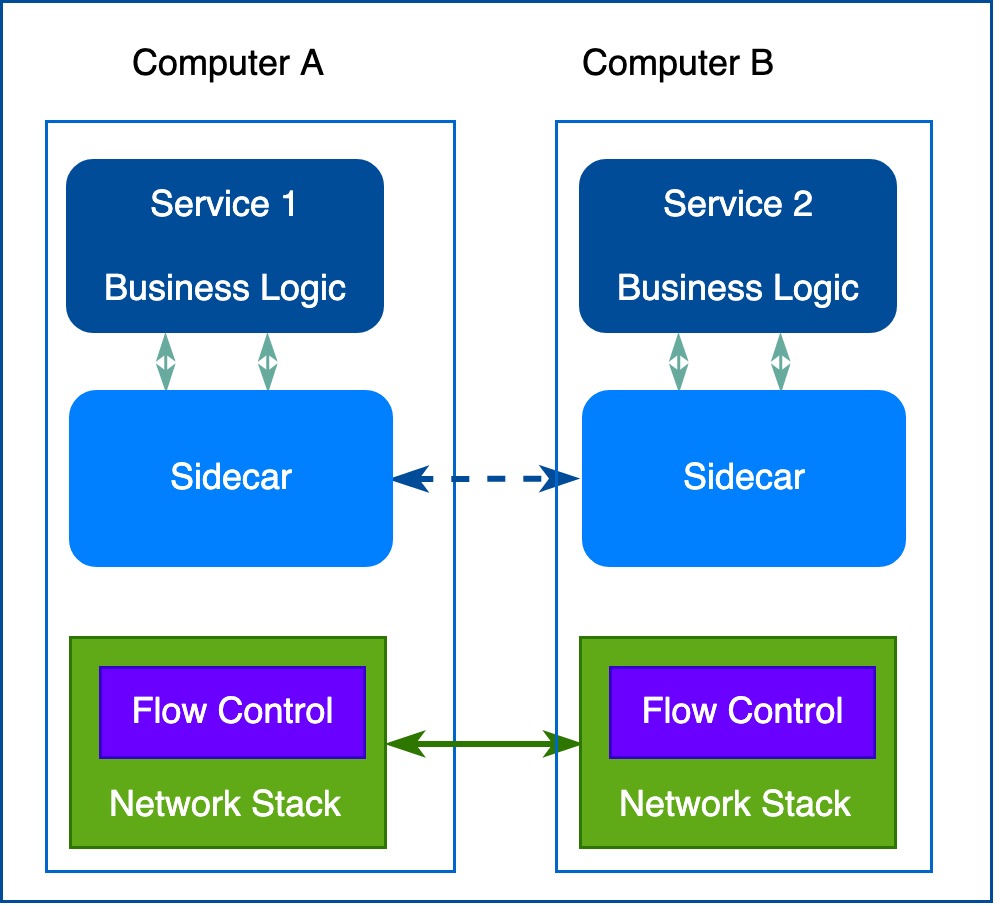 Computer A
Computer B
Service 1
Business Logic
Service 2
Business Logic
Sidecar
Sidecar
Flow Control
Network Stack
Flow Control
Network Stack